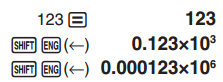 123 = 123
SHIFT ENG (←) 0.123×10³
SHIFT ENG (←) 0.000123×10⁶